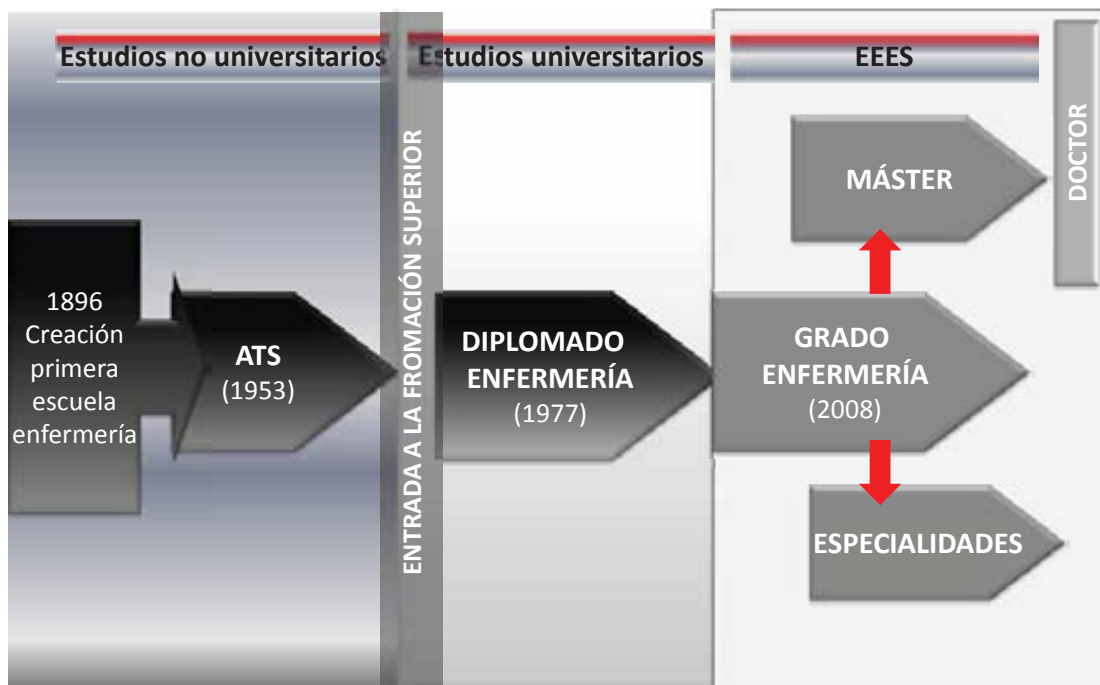 Estudios no universitarios
Estudios universitarios
EEES
1896
Creación
primera
escuela
enfermería
ATS
(1953)
ENTRADA A LA FROMACIÓN SUPERIOR
DIPLOMADO
ENFERMERÍA
(1977)
GRADO
ENFERMERÍA
(2008)
MÁSTER
ESPECIALIDADES
DOCTOR